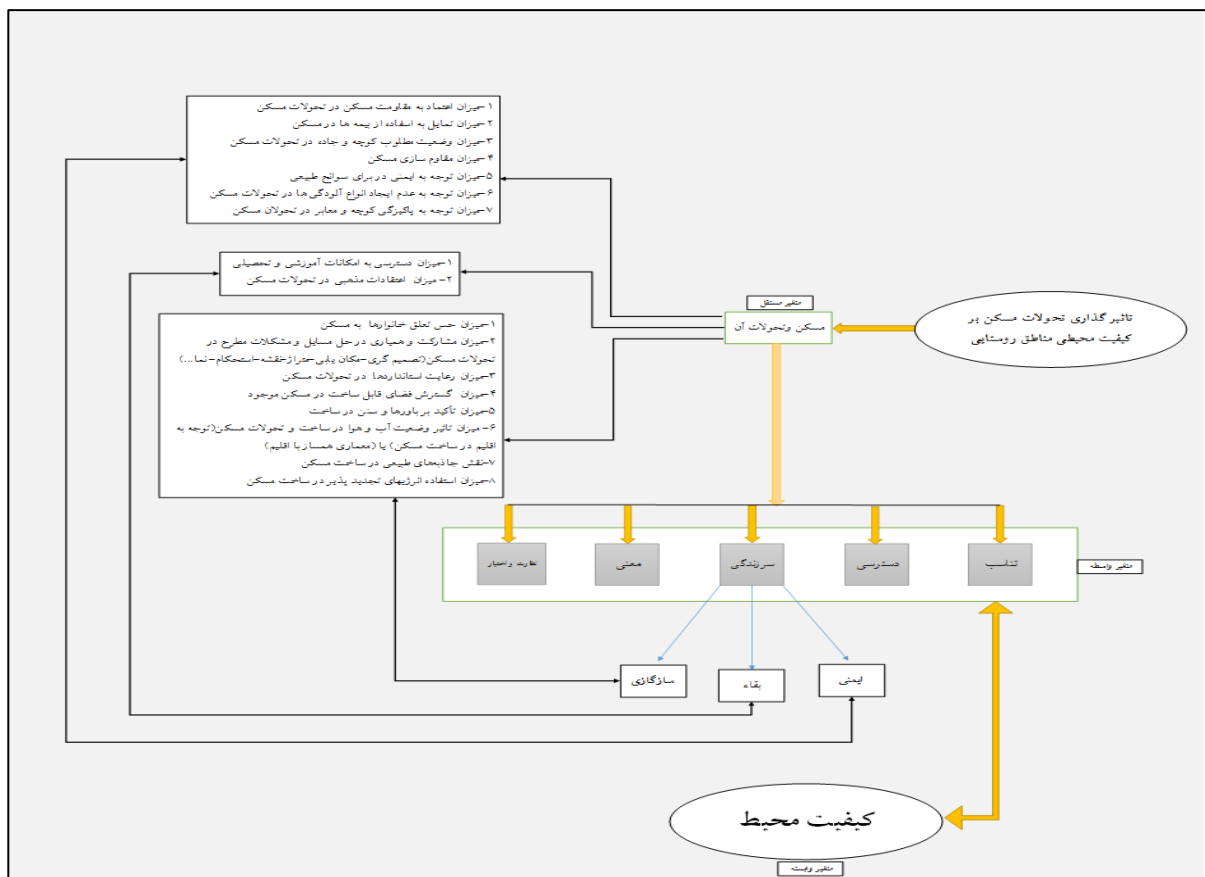 ۱-میزان اعتماد به مقاومت مسکن در تحولات مسکن
۲-میزان تمایل به اسفاده از بیمه ها در مسکن
۳-میزان وضعیت مطلوب کوچه و جاده در تحولات مسکن
۴-میزان مقاوم سازی مسکن
۵-میزان توجه به ایمنی در برای سوانح طبیعی
۶-میزان توجه به عدم ایجاد انواع آلودگی ها در تحولات مسکن
۷-میزان توجه به پاکیزگی کوچه و معابر در تحولان مسکن
۱-میزان دسترسی به امکانات آموزشی و تحصیلی
۲- میزان اعتقادات مذهبی در تحولات مسکن
متغیر مستقل
مسکن وتحولات آن
تاثیر گذاری تحولات مسکن بر
کیفیت محیطی مناطق روستایی
۱-میزان حس تعلق خانوارها به مسکن
۲-میزان مشارکت و همیاری در حل مسایل و مشکلات مطرح در
تحولات مسکن(تصمیم گری-مکان یابی-متراژ-نقشه-استحکام-نما...)
۳-میزان رعایت استانداردها در تحولات مسکن
۴-میزان گسترش فضای قابل ساخت در مسکن موجود
۵-میزان تأکید بر باورها و سنن در ساخت
۶- میزان تاثیر وضعیت آب و هوا در ساخت و تحولات مسکن(توجه به
اقلیم در ساخت مسکن) یا (معماری همساز با اقلیم)
۷-نقش جاذبه‌های طبیعی در ساخت مسکن
۸-میزان استفاده انرژیهای تجدید پذیر در ساخت مسکن
تناسب
دسترسی
سرزندگی
معنی
نظارت و اختیار
متغیر واسطه
ایمنی
بقاء
سازگاری
کیفیت محیط
متغیر وابسته